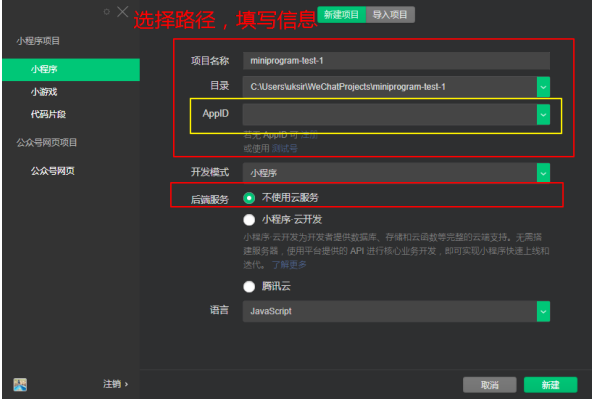 选择路径，填写信息
新建项目 导入项目
小程序项目
小程序
小游戏
代码片段
公众号网页项目
公众号网页
项目名称 miniprogram-test-1
目录 C:\Users\uksir\WeChatProjects\miniprogram-test-1
AppID
若无 AppID 可 注册
或使用 测试号
开发模式 小程序
后端服务 不使用云服务
小程序·云开发
小程序·云开发为开发者提供数据库、存储和云函数等完整的云端支持。无需搭
建服务器，使用平台提供的 API 进行核心业务开发，即可实现小程序快速上线和
迭代。 了解更多
腾讯云
语言 JavaScript
注销 ›
取消 新建